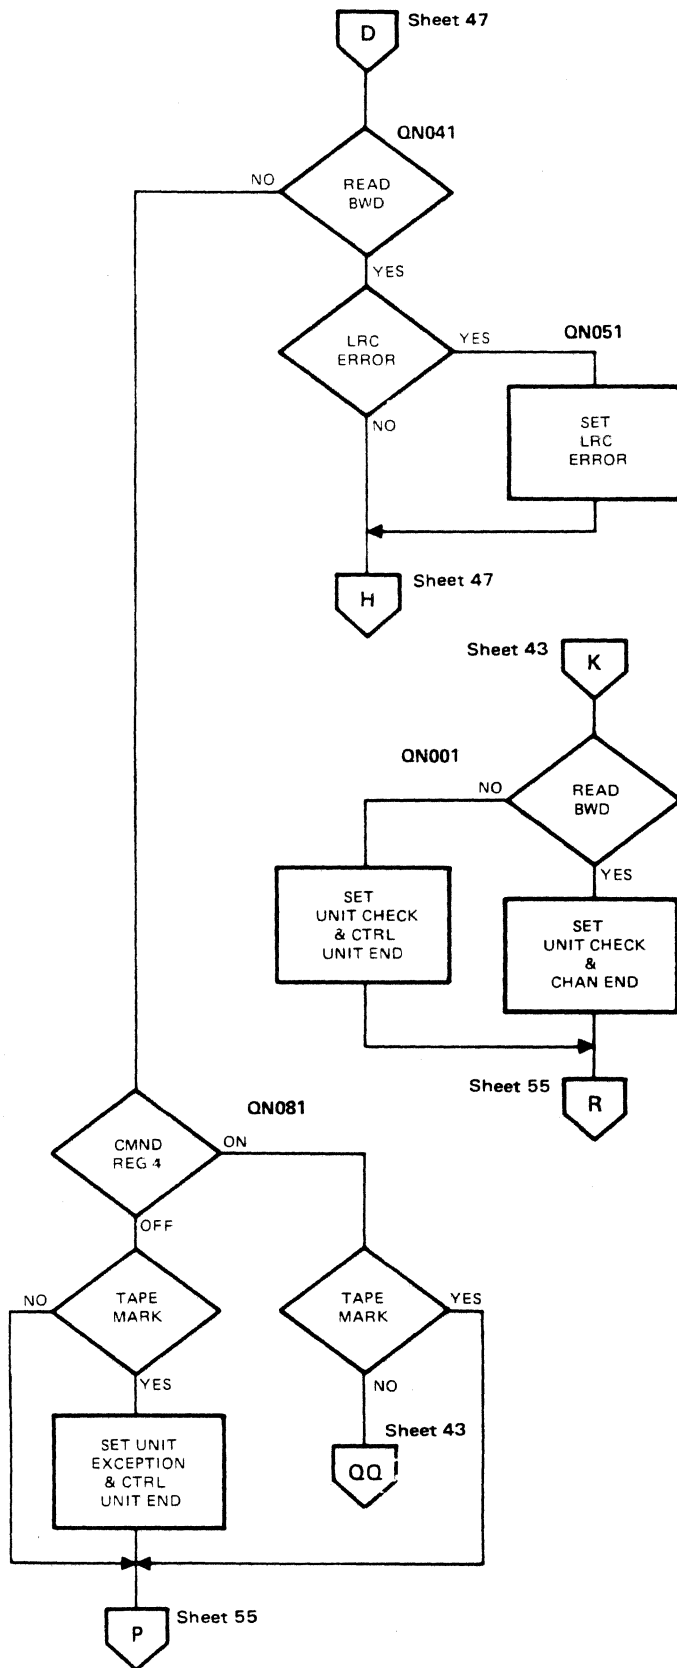 Sheet 47
D
QN041
NO
READ
BWD
YES
LRC
ERROR
YES
QN051
NO
SET
LRC
ERROR
Sheet 47
H
Sheet 43
K
QN001
NO
READ
BWD
YES
SET
UNIT CHECK
& CTRL
UNIT END
SET
UNIT CHECK
&
CHAN END
Sheet 55
R
QN081
CMND
REG 4
ON
OFF
NO
TAPE
MARK
TAPE
MARK
YES
YES
NO
Sheet 43
SET UNIT
EXCEPTION
& CTRL
UNIT END
QQ
Sheet 55
P